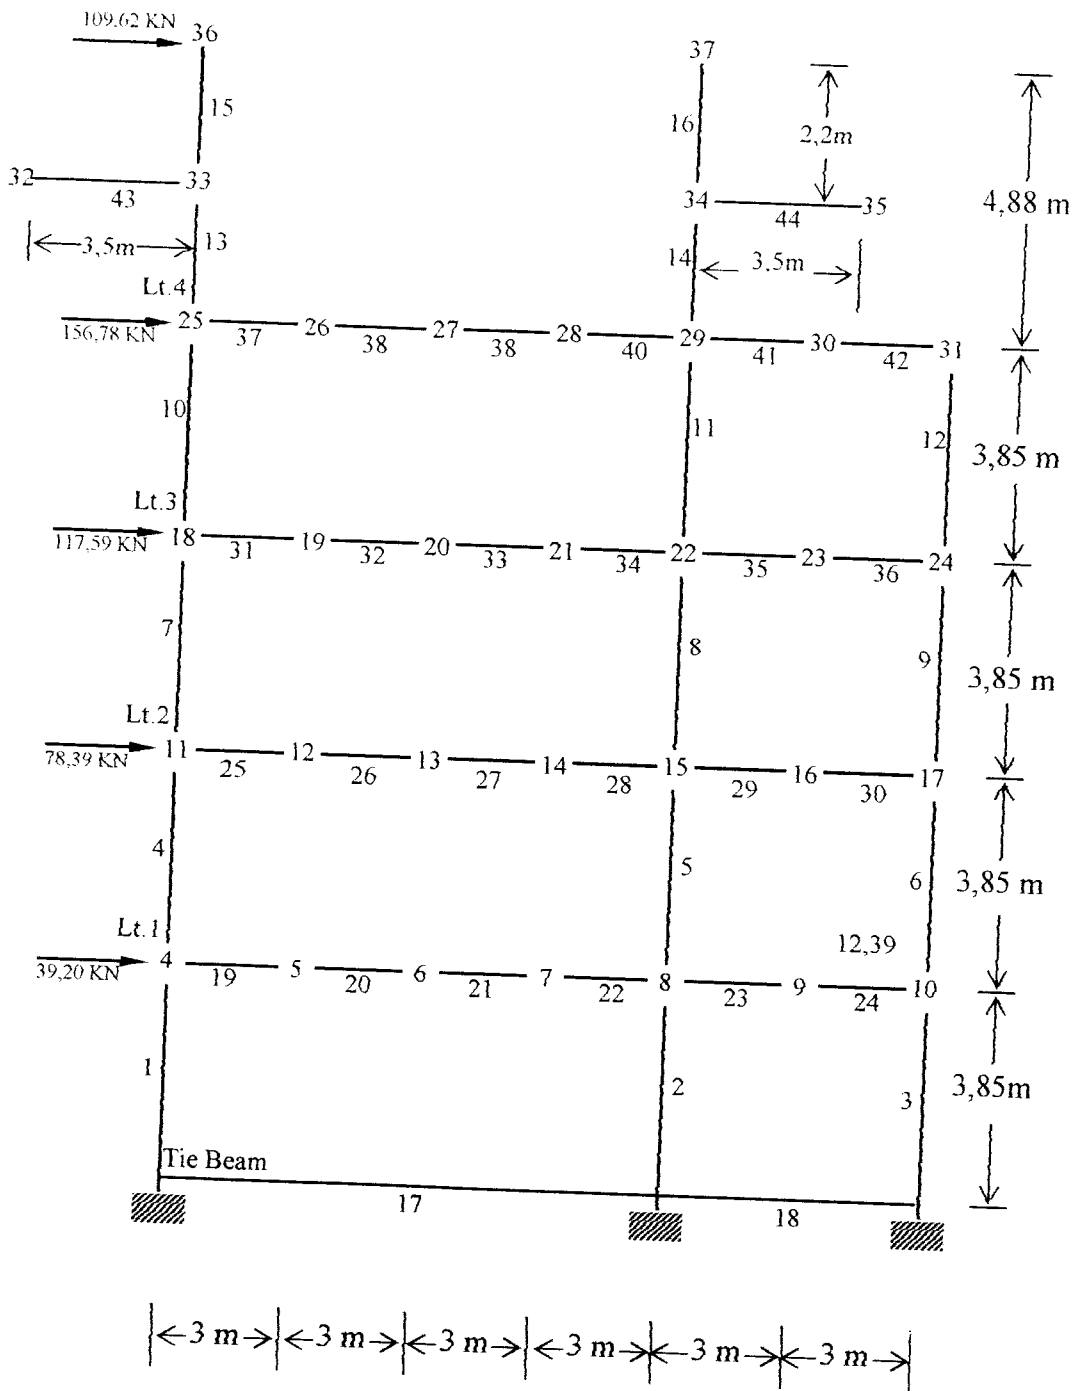 109,62 KN 36 37
15 16 2,2m
32 43 33 34 44 35 4,88 m
3,5m 13 14 3,5m
Lt.4
156,78 KN 25 37 26 38 27 38 28 40 29 41 30 42 31
10 11 12 3,85 m
Lt.3
117,59 KN 18 31 19 32 20 33 21 34 22 35 23 36 24
7 8 9 3,85 m
Lt.2
78,39 KN 11 25 12 26 13 27 14 28 15 29 16 30 17
4 5 6 3,85 m
Lt.1 12,39
39,20 KN 4 19 5 20 6 21 7 22 8 23 9 24 10
1 2 3 3,85m
Tie Beam
17 18
3 m 3 m 3 m 3 m 3 m 3 m